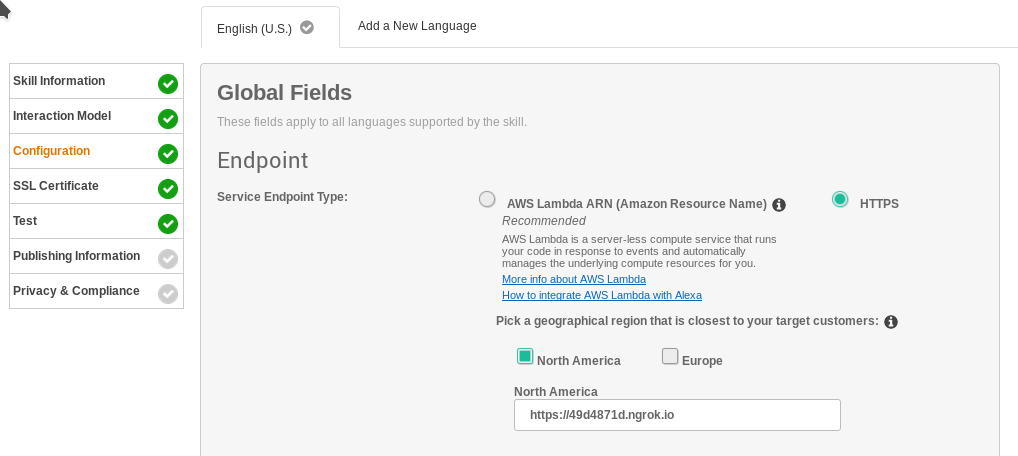 English (U.S.)
Add a New Language
Skill Information
Interaction Model
Configuration
SSL Certificate
Test
Publishing Information
Privacy & Compliance
Global Fields
These fields apply to all languages supported by the skill.
Endpoint
Service Endpoint Type:
AWS Lambda ARN (Amazon Resource Name)
HTTPS
Recommended
AWS Lambda is a server-less compute service that runs
your code in response to events and automatically
manages the underlying compute resources for you.
More info about AWS Lambda
How to integrate AWS Lambda with Alexa
Pick a geographical region that is closest to your target customers:
North America
Europe
North America
https://49d4871d.ngrok.io